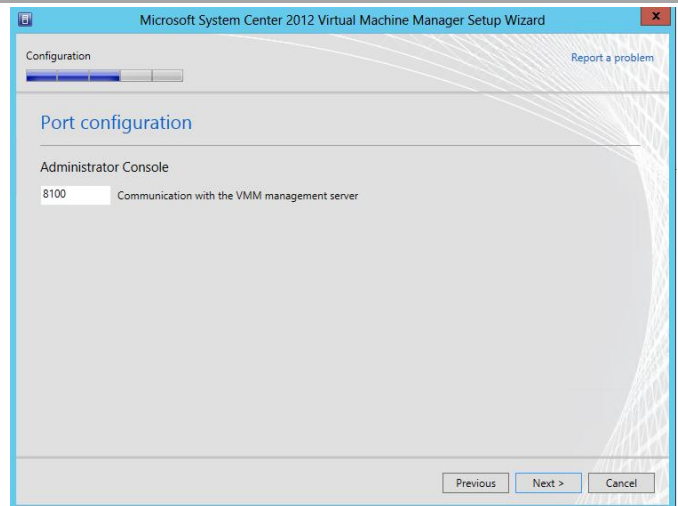 Microsoft System Center 2012 Virtual Machine Manager Setup Wizard
x
Configuration
Report a problem
Port configuration
Administrator Console
8100 Communication with the VMM management server
Previous Next > Cancel